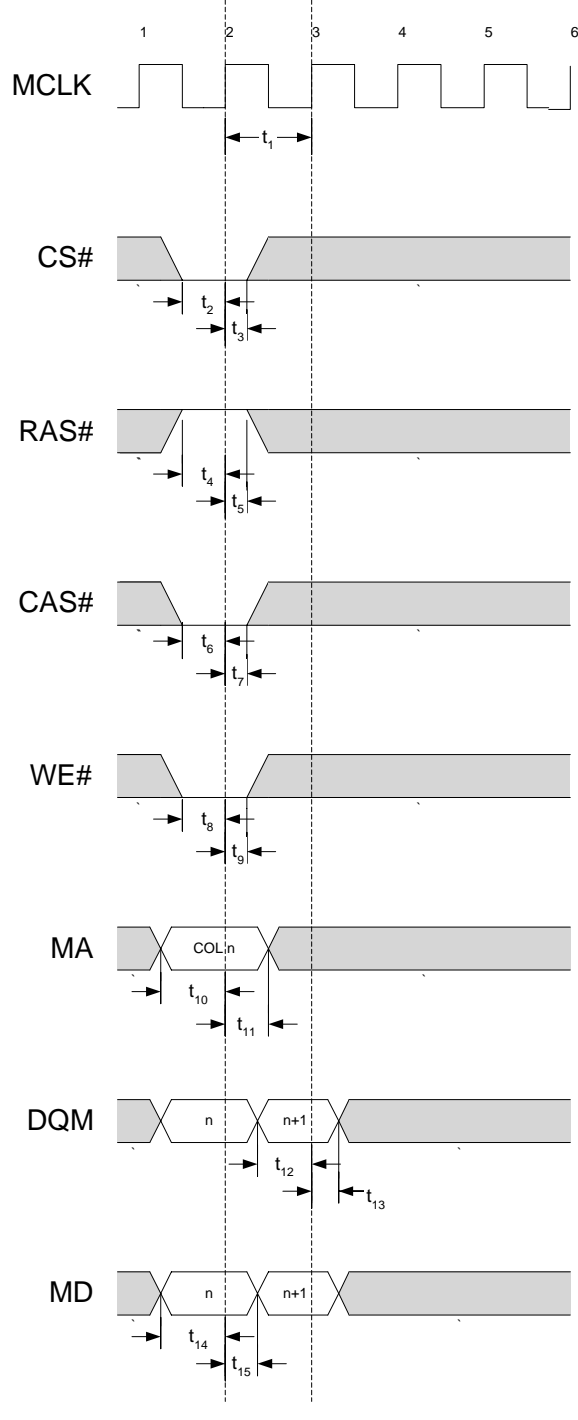 1 2 3 4 5 6
MCLK
t1
CS#
t2
t3
RAS#
t4
t5
CAS#
t6
t7
WE#
t8
t9
MA
COL n
t10
t11
DQM
n
n+1
t12
t13
MD
n
n+1
t14
t15